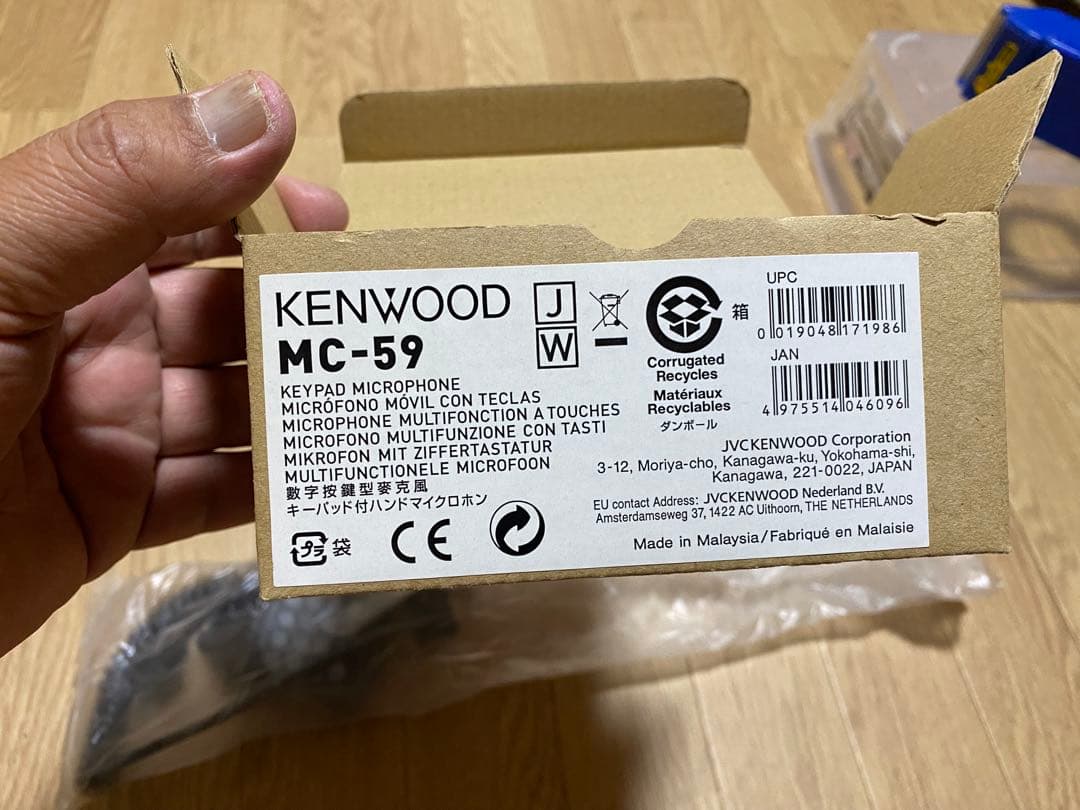 KENWOOD
MC-59
KEYPAD MICROPHONE
MICRÓFONO MÓVIL CON TECLAS
MICROPHONE MULTIFONCTION A TOUCHES
MICROFONO MULTIFUNZIONE CON TASTI
MIKROFON MIT ZIFFERTASTATUR
MULTIFUNCTIONELE MICROFOON
數字按鍵型麥克風
キーパッド付ハンドマイクロホン
プラ 袋
CE
J
W
Corrugated
Recycles
Matériaux
Recyclables
ダンボール
箱
UPC
0 019048 171986
JAN
4 975514 046096
JVCKENWOOD Corporation
3-12, Moriya-cho, Kanagawa-ku, Yokohama-shi,
Kanagawa, 221-0022, JAPAN
EU contact Address: JVCKENWOOD Nederland B.V.
Amsterdamseweg 37, 1422 AC Uithoorn, THE NETHERLANDS
Made in Malaysia/Fabriqué en Malaisie